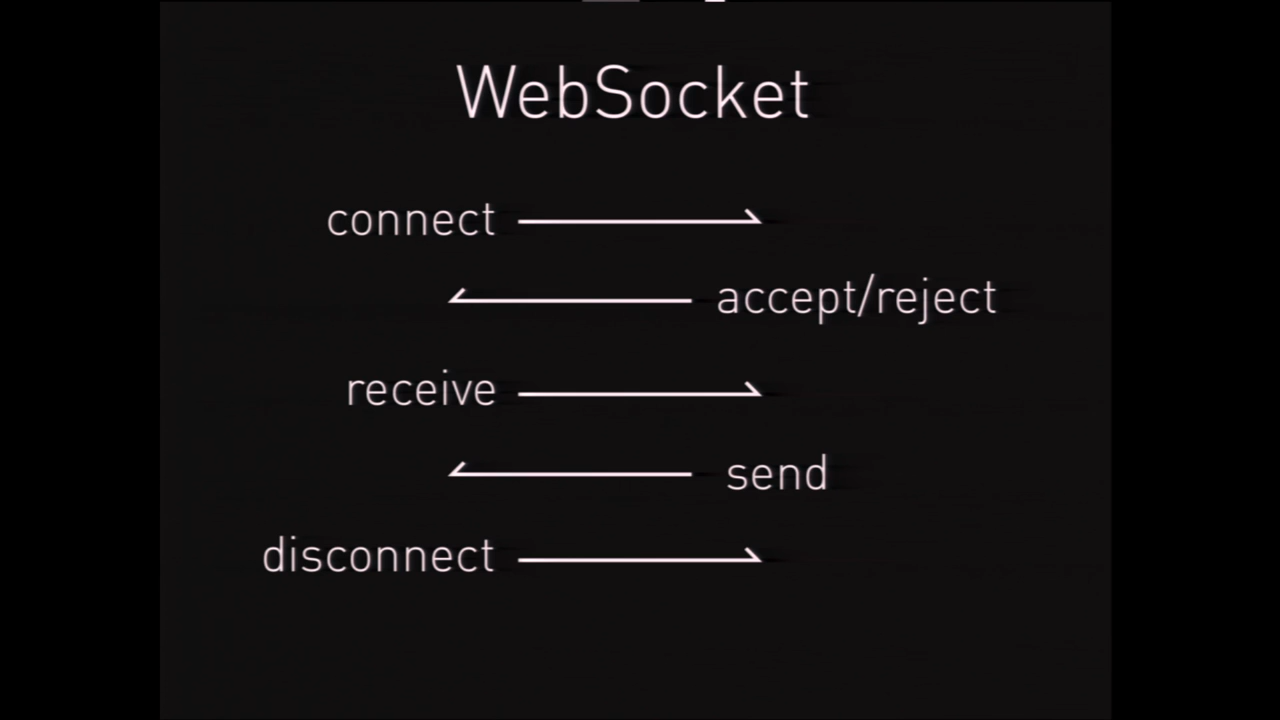 WebSocket
connect
accept/reject
receive
send
disconnect